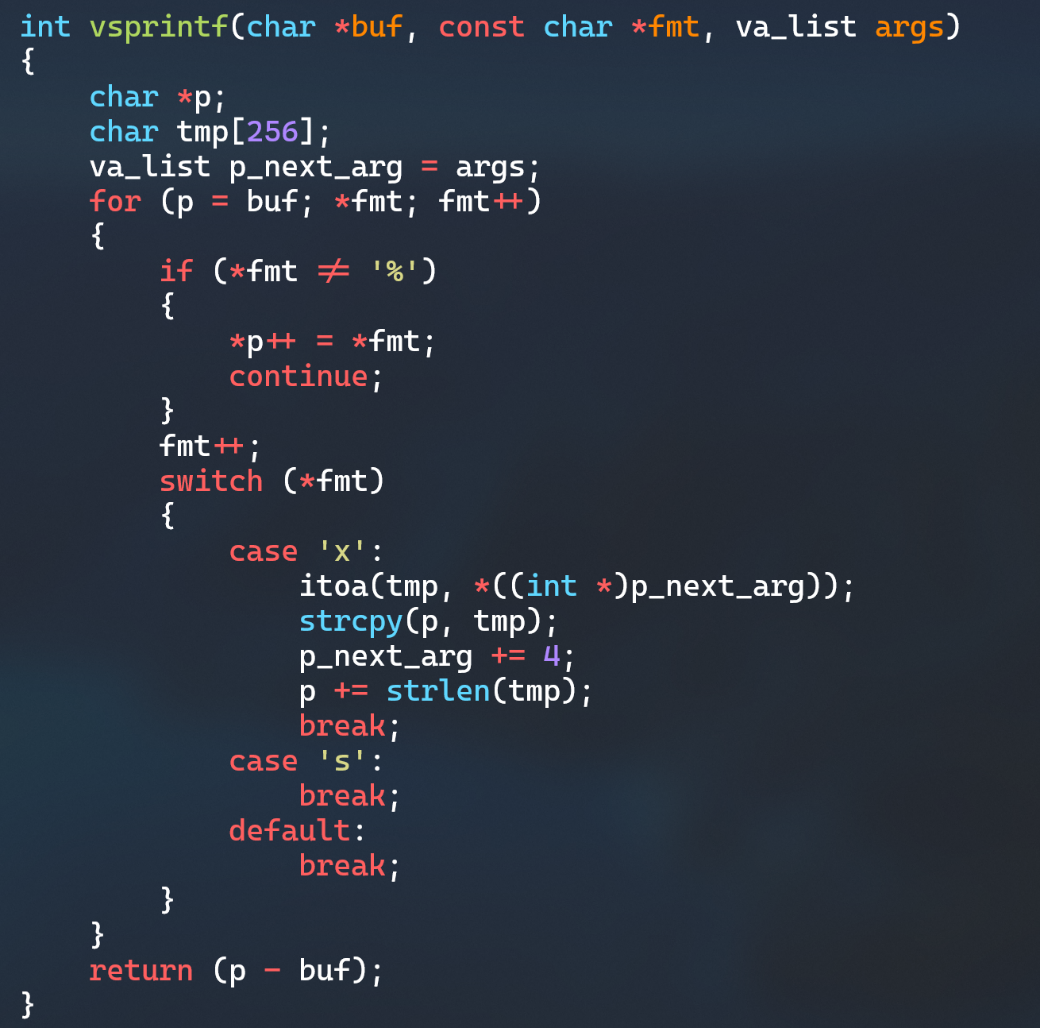 int vsprintf(char *buf, const char *fmt, va_list args)
{
    char *p;
    char tmp[256];
    va_list p_next_arg = args;
    for (p = buf; *fmt; fmt++)
    {
        if (*fmt != '%')
        {
            *p++ = *fmt;
            continue;
        }
        fmt++;
        switch (*fmt)
        {
            case 'x':
                itoa(tmp, *((int *)p_next_arg));
                strcpy(p, tmp);
                p_next_arg += 4;
                p += strlen(tmp);
                break;
            case 's':
                break;
            default:
                break;
        }
    }
    return (p - buf);
}